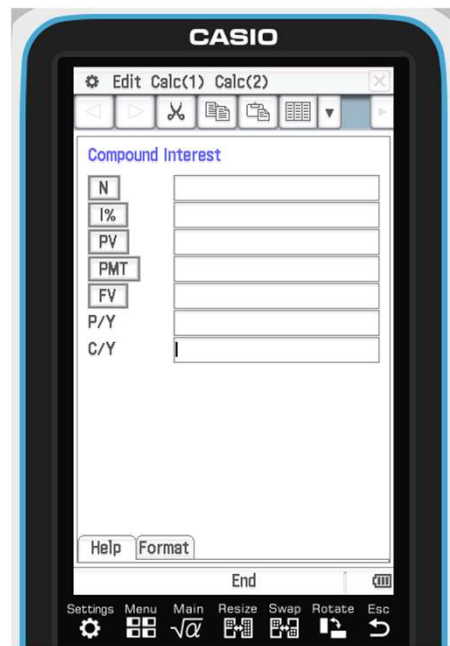 CASIO
Edit Calc(1) Calc(2)
Compound Interest
N
I%
PV
PMT
FV
P/Y
C/Y
Help Format
End
Settings Menu Main Resize Swap Rotate Esc
√α